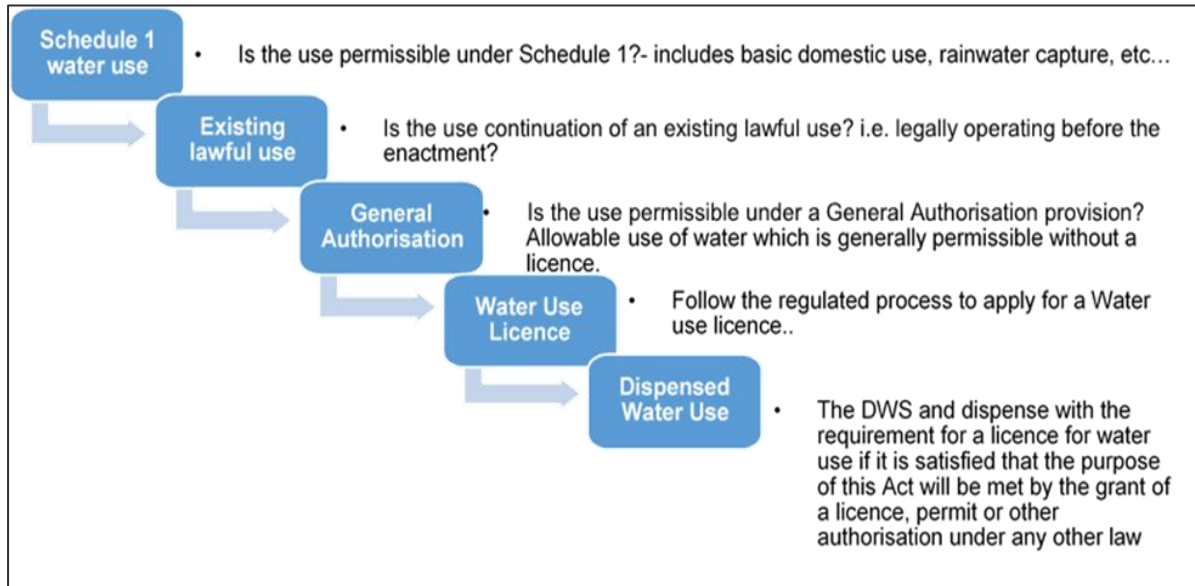 Schedule 1
water use
• Is the use permissible under Schedule 1?- includes basic domestic use, rainwater capture, etc…
Existing
lawful use
• Is the use continuation of an existing lawful use? i.e. legally operating before the
enactment?
General
Authorisation
• Is the use permissible under a General Authorisation provision?
Allowable use of water which is generally permissible without a
licence.
Water Use
Licence
• Follow the regulated process to apply for a Water
use licence..
Dispensed
Water Use
• The DWS and dispense with the
requirement for a licence for water
use if it is satisfied that the purpose
of this Act will be met by the grant of
a licence, permit or other
authorisation under any other law